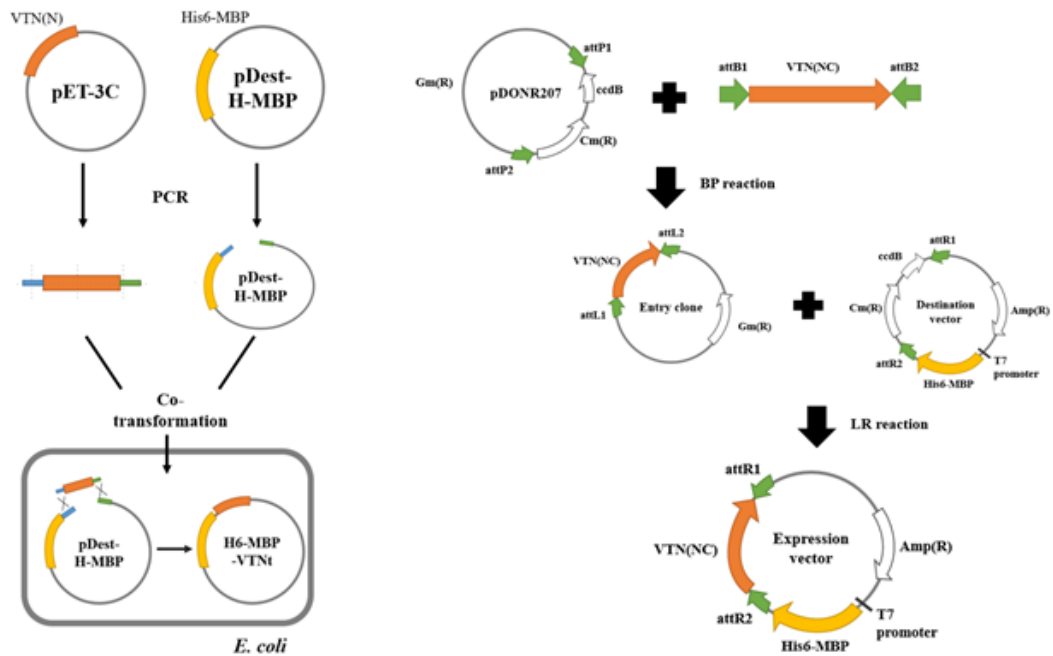 VTN(N)
pET-3C
His6-MBP
pDest-
H-MBP
PCR
pDest-
H-MBP
Co-
transformation
pDest-
H-MBP
H6-MBP
-VTNt
E. coli
attP1
Gm(R)
pDONR207
ccdB
Cm(R)
attP2
attB1
VTN(NC)
attB2
BP reaction
attL2
VTN(NC)
attL1
Entry clone
Gm(R)
attR1
ccdB
Cm(R)
Destination
vector
Amp(R)
attR2
T7
promoter
His6-MBP
LR reaction
attR1
VTN(NC)
Expression
vector
Amp(R)
attR2
T7
promoter
His6-MBP